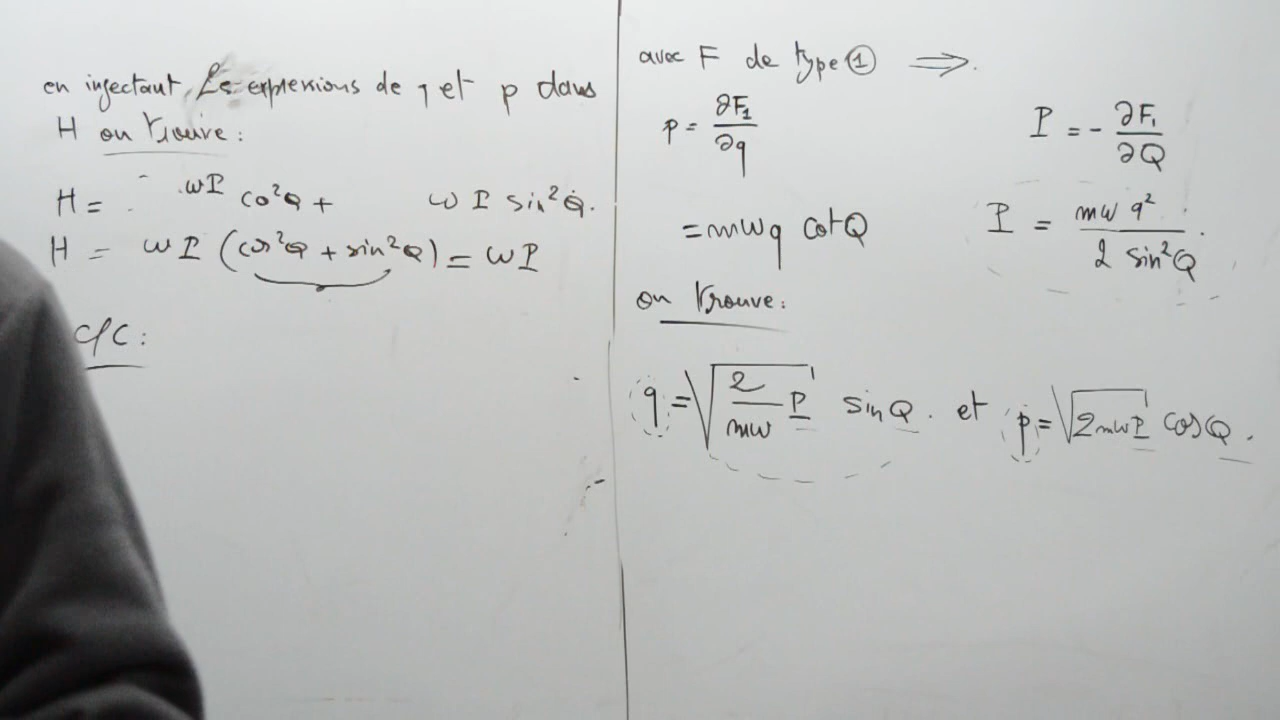 en injectant les expressions de q et p dans
H on trouve :
H = ωP cos²Q + ωP sin²Q.
H = ωP (cos²Q + sin²Q) = ωP
C/C :
avec F de type ① ⟹.
p = ∂F₁/∂q
P = - ∂F₁/∂Q
= mωq cotQ
P = mω q²/2 sin²Q.
on trouve :
q = √(2/mω P) sinQ. et p = √(2mωP) cosQ.